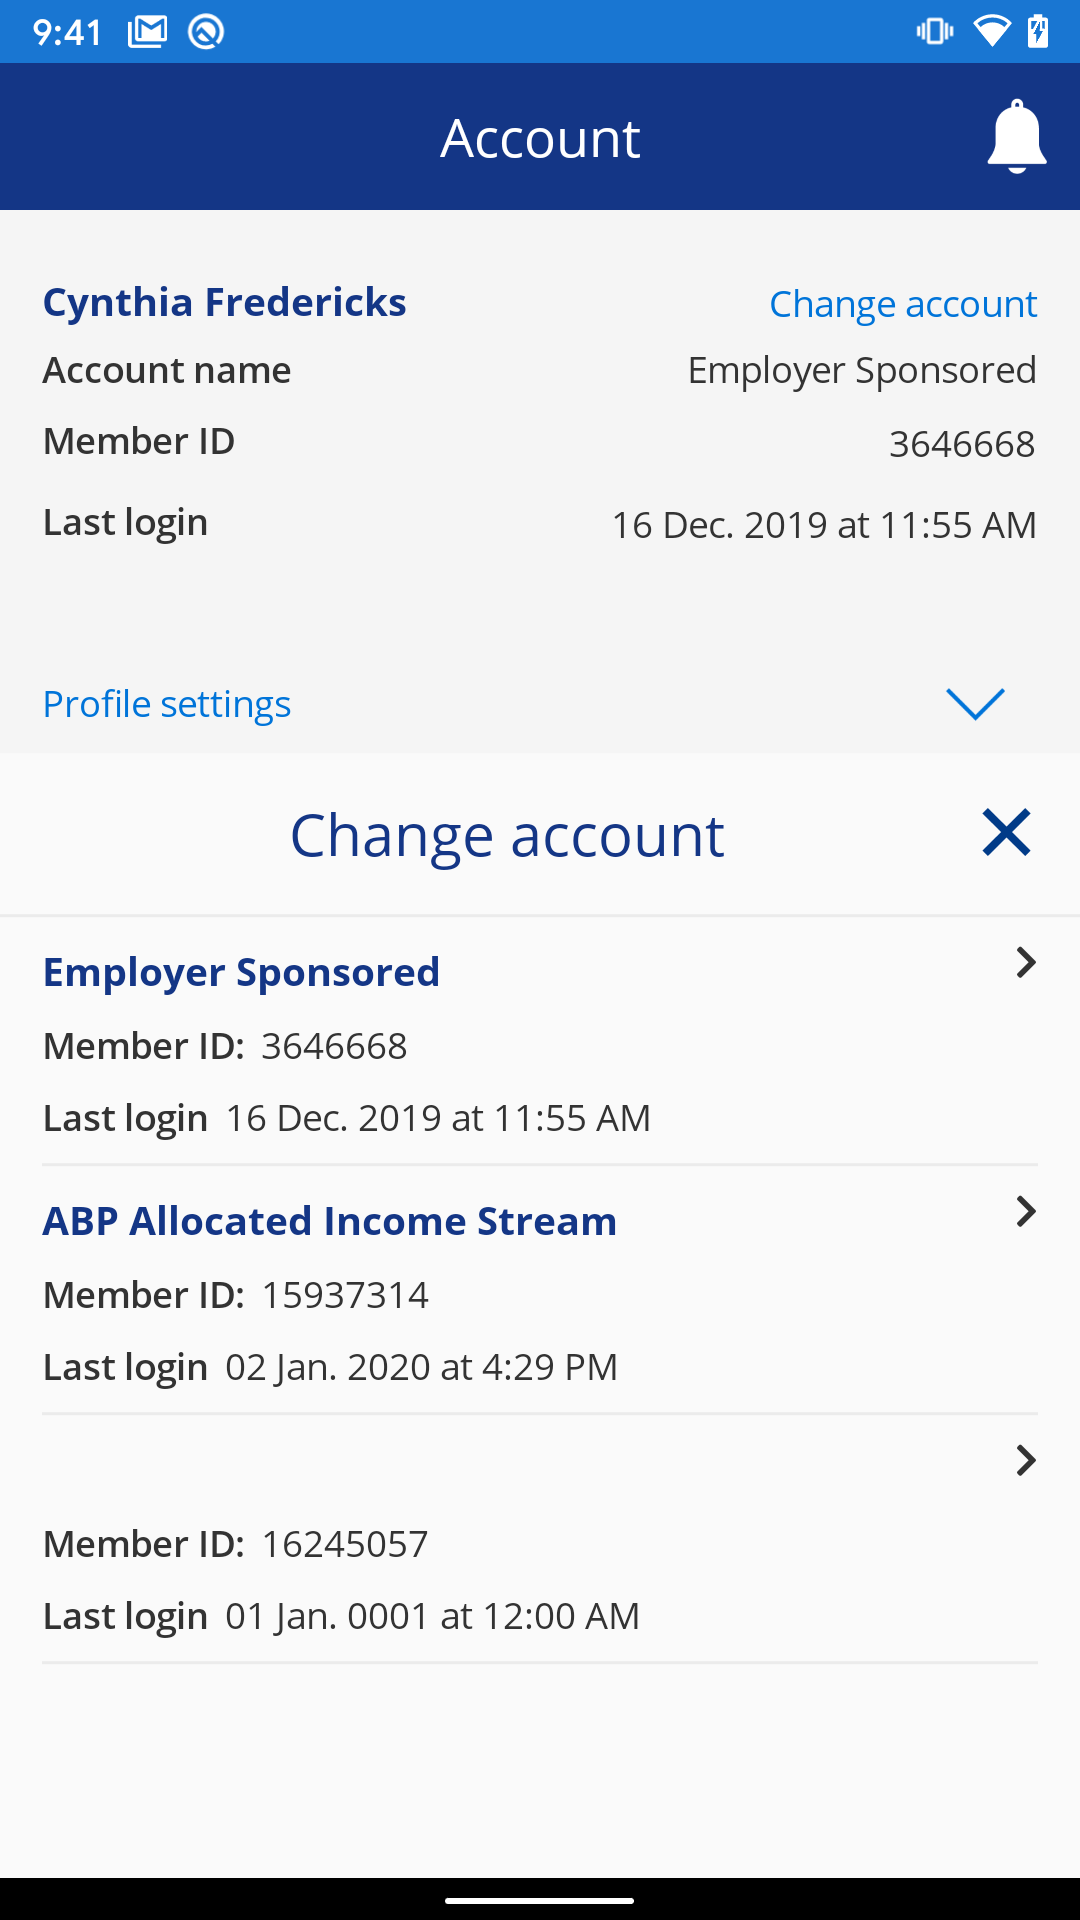 9:41
Account
Cynthia Fredericks Change account
Account name Employer Sponsored
Member ID 3646668
Last login 16 Dec. 2019 at 11:55 AM
Profile settings
Change account
Employer Sponsored
Member ID: 3646668
Last login 16 Dec. 2019 at 11:55 AM
ABP Allocated Income Stream
Member ID: 15937314
Last login 02 Jan. 2020 at 4:29 PM
Member ID: 16245057
Last login 01 Jan. 0001 at 12:00 AM